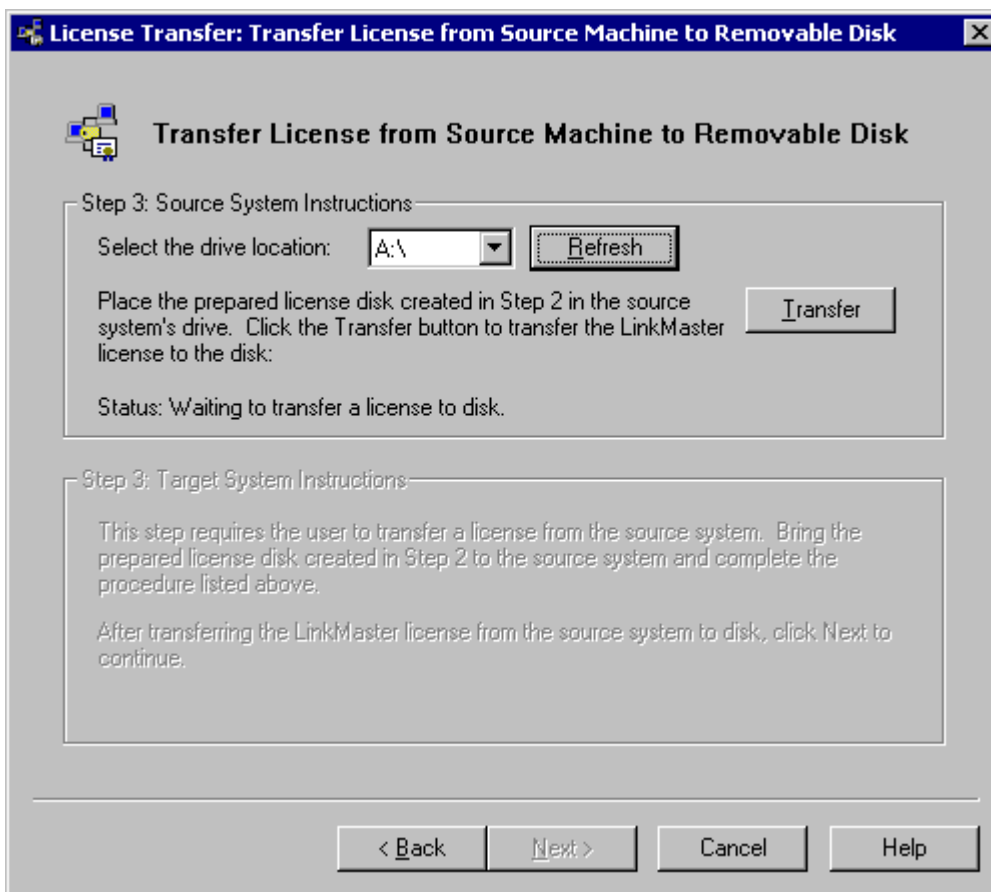 License Transfer: Transfer License from Source Machine to Removable Disk
Transfer License from Source Machine to Removable Disk
Step 3: Source System Instructions
Select the drive location:
A:\
Refresh
Place the prepared license disk created in Step 2 in the source
system's drive.  Click the Transfer button to transfer the LinkMaster
license to the disk:
Transfer
Status: Waiting to transfer a license to disk.
Step 3: Target System Instructions
This step requires the user to transfer a license from the source system.  Bring the
prepared license disk created in Step 2 to the source system and complete the
procedure listed above.
After transferring the LinkMaster license from the source system to disk, click Next to
continue.
< Back
Next >
Cancel
Help